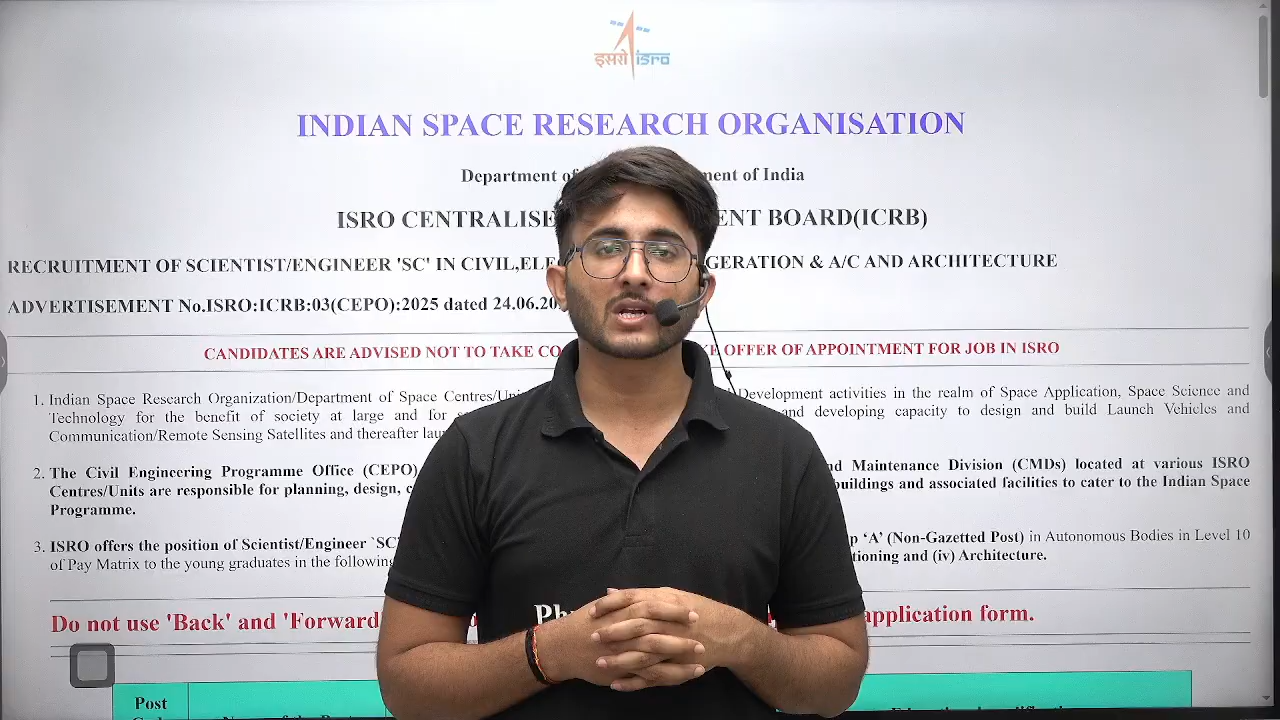 इसरो isro
INDIAN SPACE RESEARCH ORGANISATION
Department of ment of India
ISRO CENTRALISE ENT BOARD(ICRB)
RECRUITMENT OF SCIENTIST/ENGINEER 'SC' IN CIVIL,ELE GERATION & A/C AND ARCHITECTURE
ADVERTISEMENT No.ISRO:ICRB:03(CEPO):2025 dated 24.06.20
CANDIDATES ARE ADVISED NOT TO TAKE CO KE OFFER OF APPOINTMENT FOR JOB IN ISRO
1. Indian Space Research Organization/Department of Space Centres/Uni Development activities in the realm of Space Application, Space Science and
Technology for the benefit of society at large and for se and developing capacity to design and build Launch Vehicles and
Communication/Remote Sensing Satellites and thereafter lau
2. The Civil Engineering Programme Office (CEPO) nd Maintenance Division (CMDs) located at various ISRO
Centres/Units are responsible for planning, design, c buildings and associated facilities to cater to the Indian Space
Programme.
3. ISRO offers the position of Scientist/Engineer `SC' p ‘A’ (Non-Gazetted Post) in Autonomous Bodies in Level 10
of Pay Matrix to the young graduates in the following tioning and (iv) Architecture.
Do not use 'Back' and 'Forward application form.
Ph
Post